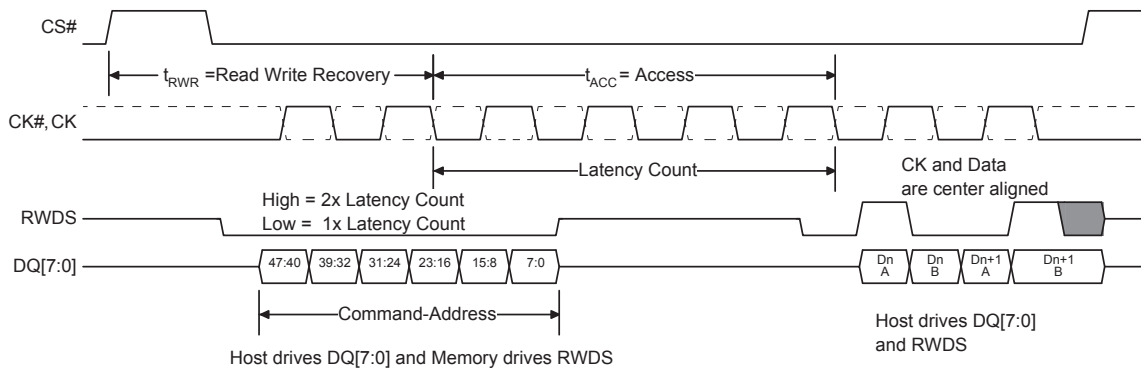 CS#
tRWR =Read Write Recovery
tACC = Access
CK#, CK
Latency Count
CK and Data
are center aligned
High = 2x Latency Count
Low = 1x Latency Count
RWDS
DQ[7:0]
47:40 39:32 31:24 23:16 15:8 7:0
Dn
A
Dn
B
Dn+1
A
Dn+1
B
Command-Address
Host drives DQ[7:0]
and RWDS
Host drives DQ[7:0] and Memory drives RWDS